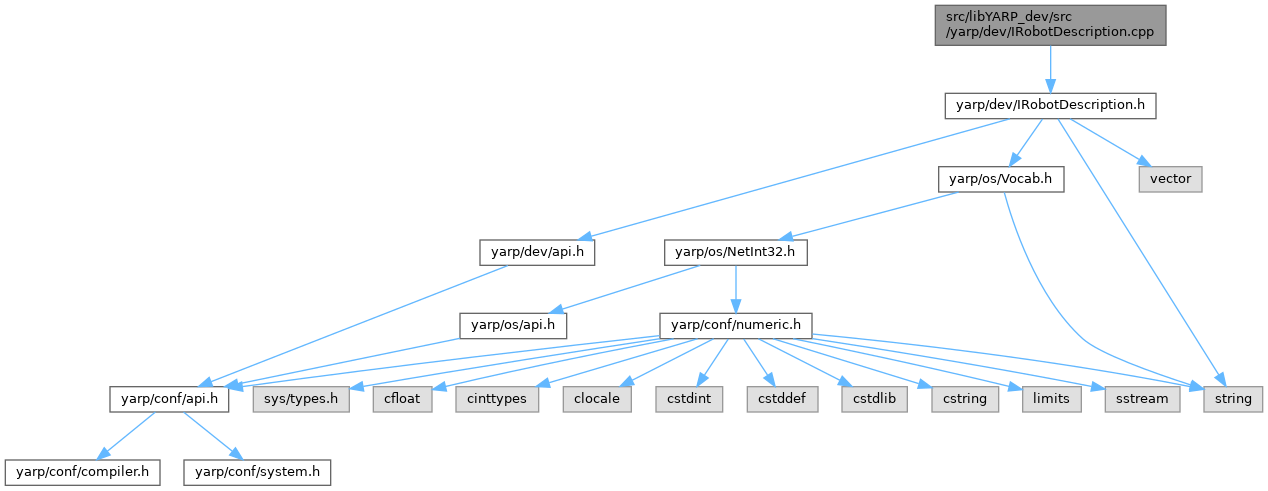 src/libYARP_dev/src
/yarp/dev/IRobotDescription.cpp
yarp/dev/IRobotDescription.h
yarp/os/Vocab.h
vector
yarp/dev/api.h
yarp/os/NetInt32.h
yarp/os/api.h
yarp/conf/numeric.h
yarp/conf/api.h
sys/types.h
cfloat
cinttypes
clocale
cstdint
cstddef
cstdlib
cstring
limits
sstream
string
yarp/conf/compiler.h
yarp/conf/system.h